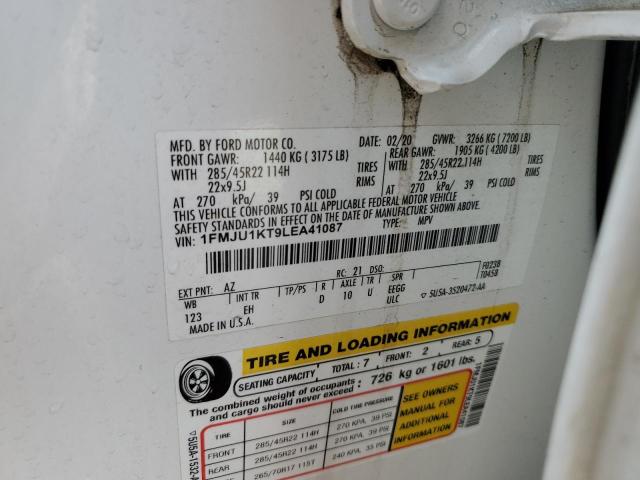 MFD. BY FORD MOTOR CO. DATE: 02/20 GVWR: 3266 KG (7200 LB)
FRONT GAWR: 1440 KG (3175 LB) REAR GAWR: 1905 KG (4200 LB)
WITH 285/45R22 114H TIRES WITH 285/45R22 114H TIRES
22x9.5J RIMS 22x9.5J RIMS
AT 270 kPa/ 39 PSI COLD AT 270 kPa/ 39 PSI COLD
THIS VEHICLE CONFORMS TO ALL APPLICABLE FEDERAL MOTOR VEHICLE
SAFETY STANDARDS IN EFFECT ON THE DATE OF MANUFACTURE SHOWN ABOVE.
VIN: 1FMJU1KT9LEA41087 TYPE: MPV
F0238
T0458
EXT PNT: AZ RC: 21 DSO:
WB INT TR TP/PS R AXLE TR SPR
123 EH D 10 U EEGG
ULC
MADE IN U.S.A. ▽ 5U5A-3520472-AA
TIRE AND LOADING INFORMATION
SEATING CAPACITY TOTAL: 7 FRONT: 2 REAR: 5
The combined weight of occupants and cargo should never exceed: 726 kg or 1601 lbs.
TIRE SIZE COLD TIRE PRESSURE
FRONT 285/45R22 114H 270 KPA, 39 PSI
REAR 285/45R22 114H 270 KPA, 39 PSI
265/70R17 115T 240 KPA, 35 PSI
SEE OWNERS
MANUAL FOR
ADDITIONAL
INFORMATION